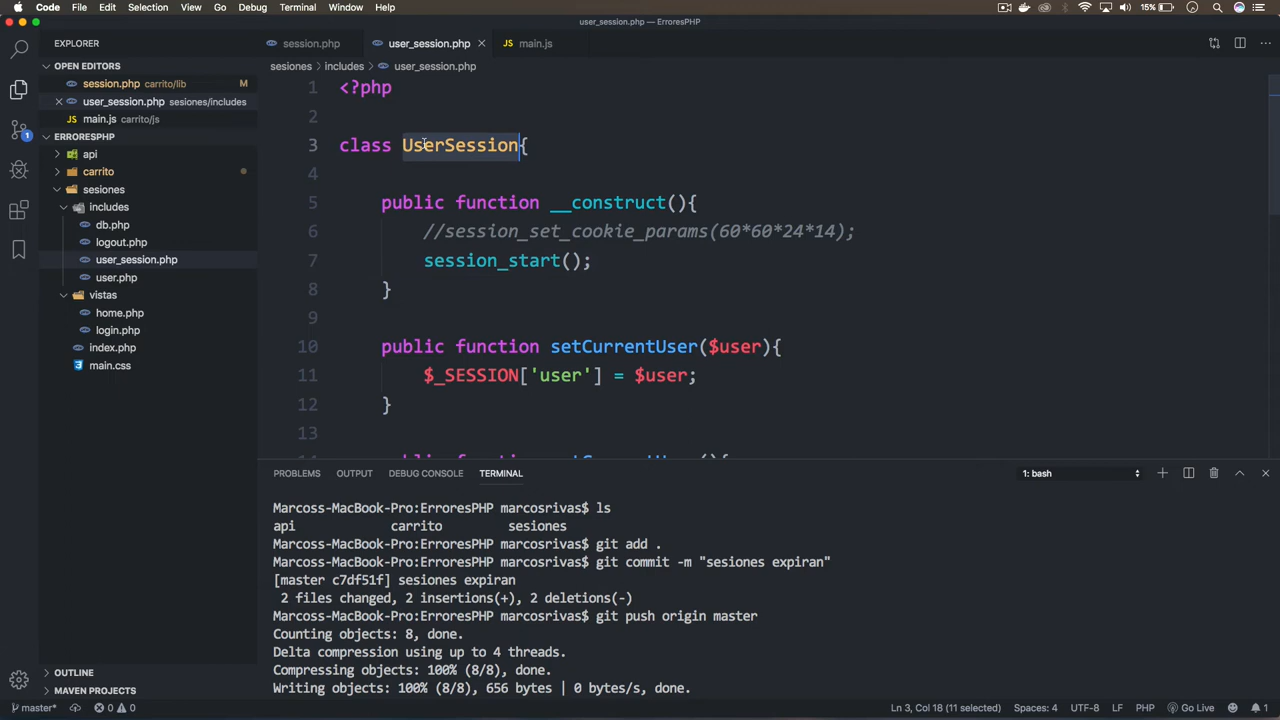 Code File Edit Selection View Go Debug Terminal Window Help 15%
user_session.php — ErroresPHP
EXPLORER
session.php user_session.php main.js
OPEN EDITORS
session.php carrito/lib M
user_session.php sesiones/includes
main.js carrito/js
ERRORESPHP
api
carrito
sesiones
includes
db.php
logout.php
user_session.php
user.php
vistas
home.php
login.php
index.php
main.css
OUTLINE
MAVEN PROJECTS
1
sesiones includes user_session.php
1 <?php
2
3 class UserSession{
4
5 public function __construct(){
6 //session_set_cookie_params(60*60*24*14);
7 session_start();
8 }
9
10 public function setCurrentUser($user){
11 $_SESSION['user'] = $user;
12 }
13
PROBLEMS OUTPUT DEBUG CONSOLE TERMINAL 1: bash
Marcoss-MacBook-Pro:ErroresPHP marcosrivas$ ls
api carrito sesiones
Marcoss-MacBook-Pro:ErroresPHP marcosrivas$ git add .
Marcoss-MacBook-Pro:ErroresPHP marcosrivas$ git commit -m "sesiones expiran"
[master c7df51f] sesiones expiran
2 files changed, 2 insertions(+), 2 deletions(-)
Marcoss-MacBook-Pro:ErroresPHP marcosrivas$ git push origin master
Counting objects: 8, done.
Delta compression using up to 4 threads.
Compressing objects: 100% (8/8), done.
Writing objects: 100% (8/8), 656 bytes | 0 bytes/s, done.
master* 0 0 Ln 3, Col 18 (11 selected) Spaces: 4 UTF-8 LF PHP Go Live 1